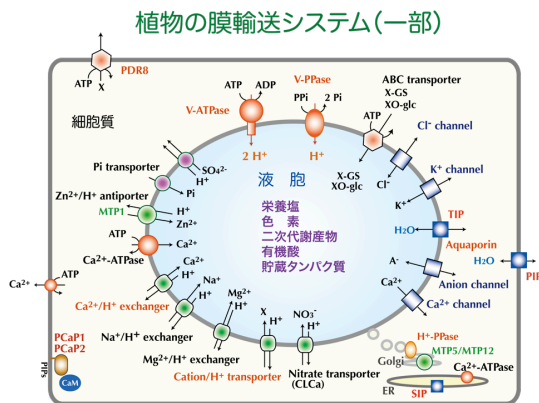 植物の膜輸送システム(一部)
PDR8
ATP
X
細胞質
ATP
ADP
V-ATPase
2 H⁺
V-PPase
PPi
2 Pi
H⁺
ABC transporter
X-GS
XO-glc
ATP
X-GS
XO-glc
Cl⁻ channel
Cl⁻
K⁺ channel
K⁺
TIP
H₂O
Aquaporin
A⁻
Anion channel
Ca²⁺
Ca²⁺ channel
H₂O
PIP
SO₄²⁻
H⁺
Pi transporter
Pi
Zn²⁺/H⁺ antiporter
MTP1
H⁺
Zn²⁺
ATP
Ca²⁺
Ca²⁺-ATPase
Ca²⁺
H⁺
Ca²⁺/H⁺ exchanger
Na⁺
H⁺
Na⁺/H⁺ exchanger
Mg²⁺
H⁺
Mg²⁺/H⁺ exchanger
X
H⁺
Cation/H⁺ transporter
NO₃⁻
H⁺
Nitrate transporter
(CLCa)
液 胞
栄養塩
色 素
二次代謝産物
有機酸
貯蔵タンパク質
ATP
Ca²⁺
PCaP1
PCaP2
PIPs
CaM
H⁺-PPase
Golgi
MTP5/MTP12
Ca²⁺-ATPase
ER
SIP